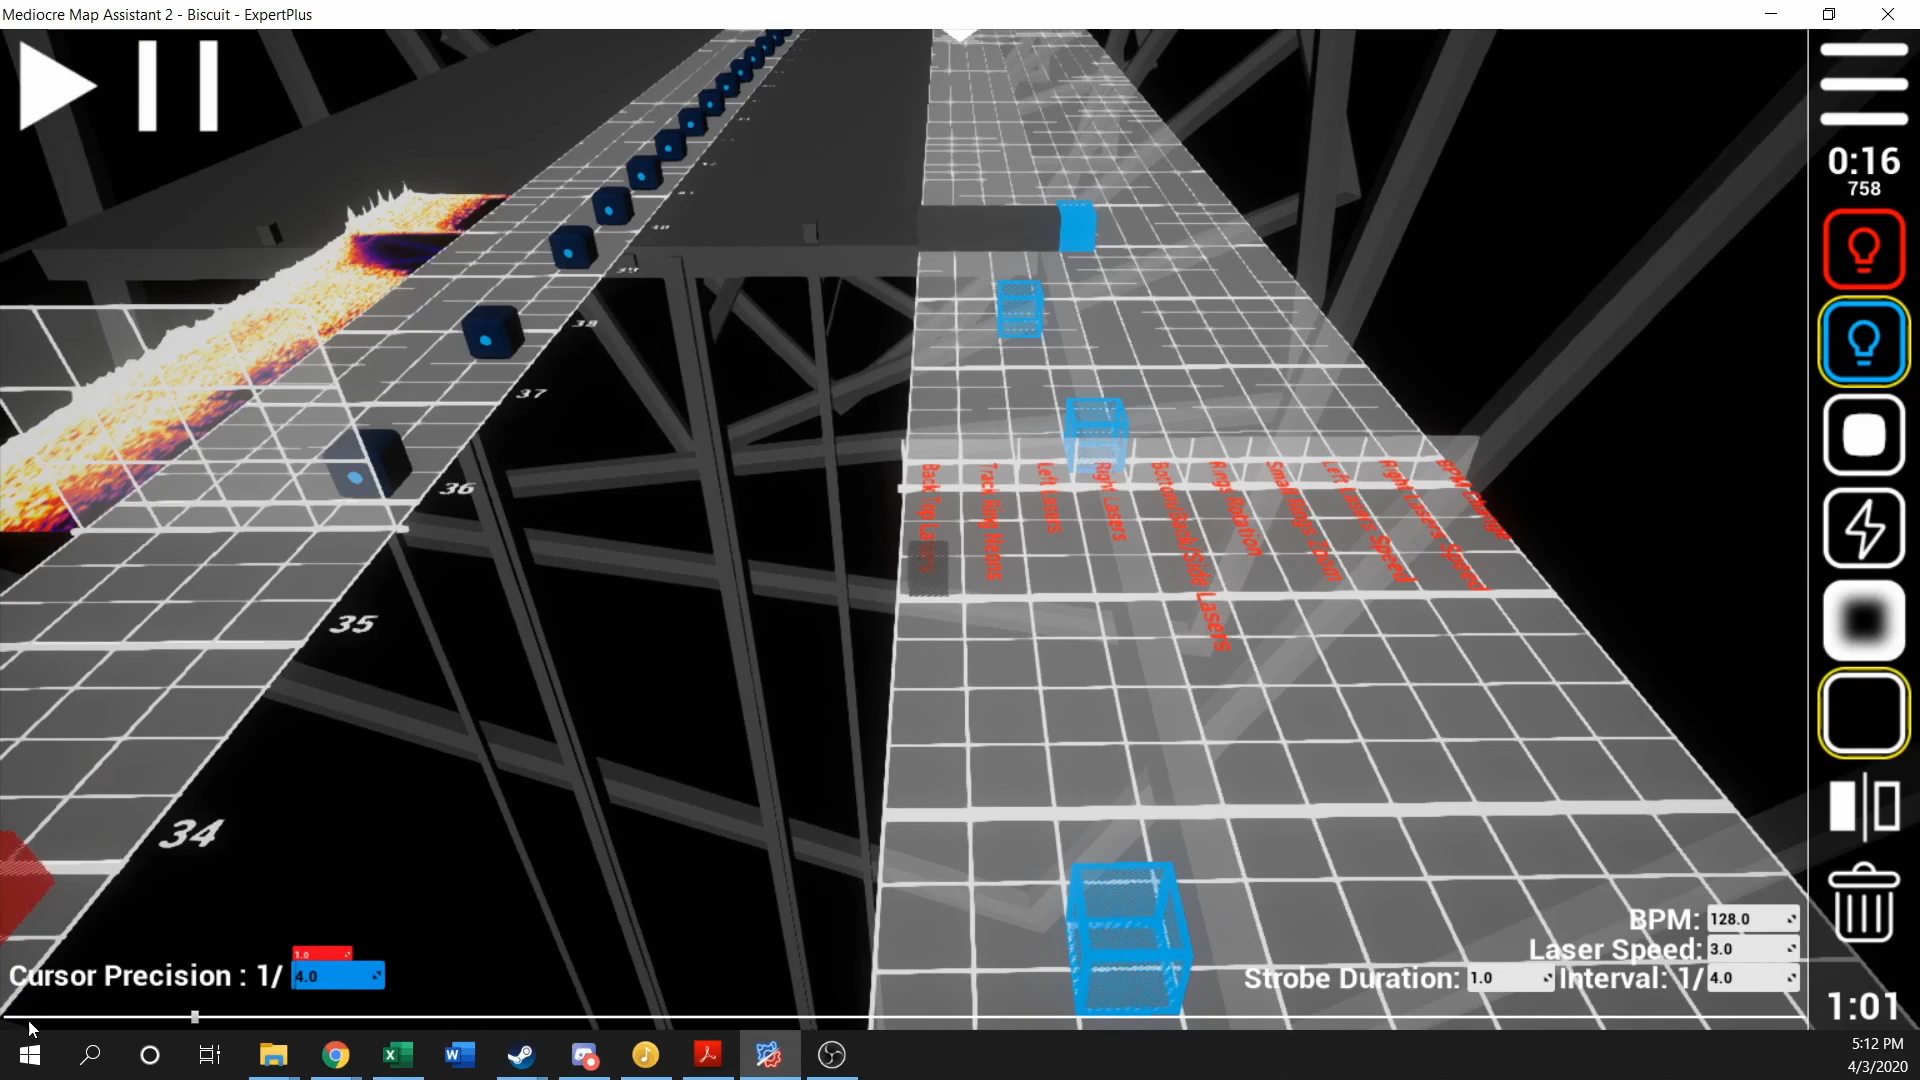 Mediocre Map Assistant 2 - Biscuit - ExpertPlus
0:16
758
39
38
37
36
35
34
Back Top Lasers
Track Ring Neons
Left Lasers
Right Lasers
Bottom/Back/Side Lasers
Rings Rotation
Small Rings Zoom
Left Lasers Speed
Right Lasers Speed
BPM Change
BPM: 128.0
Laser Speed: 3.0
Strobe Duration: 1.0 Interval: 1/ 4.0
1.0
Cursor Precision : 1/ 4.0
1:01
5:12 PM
4/3/2020